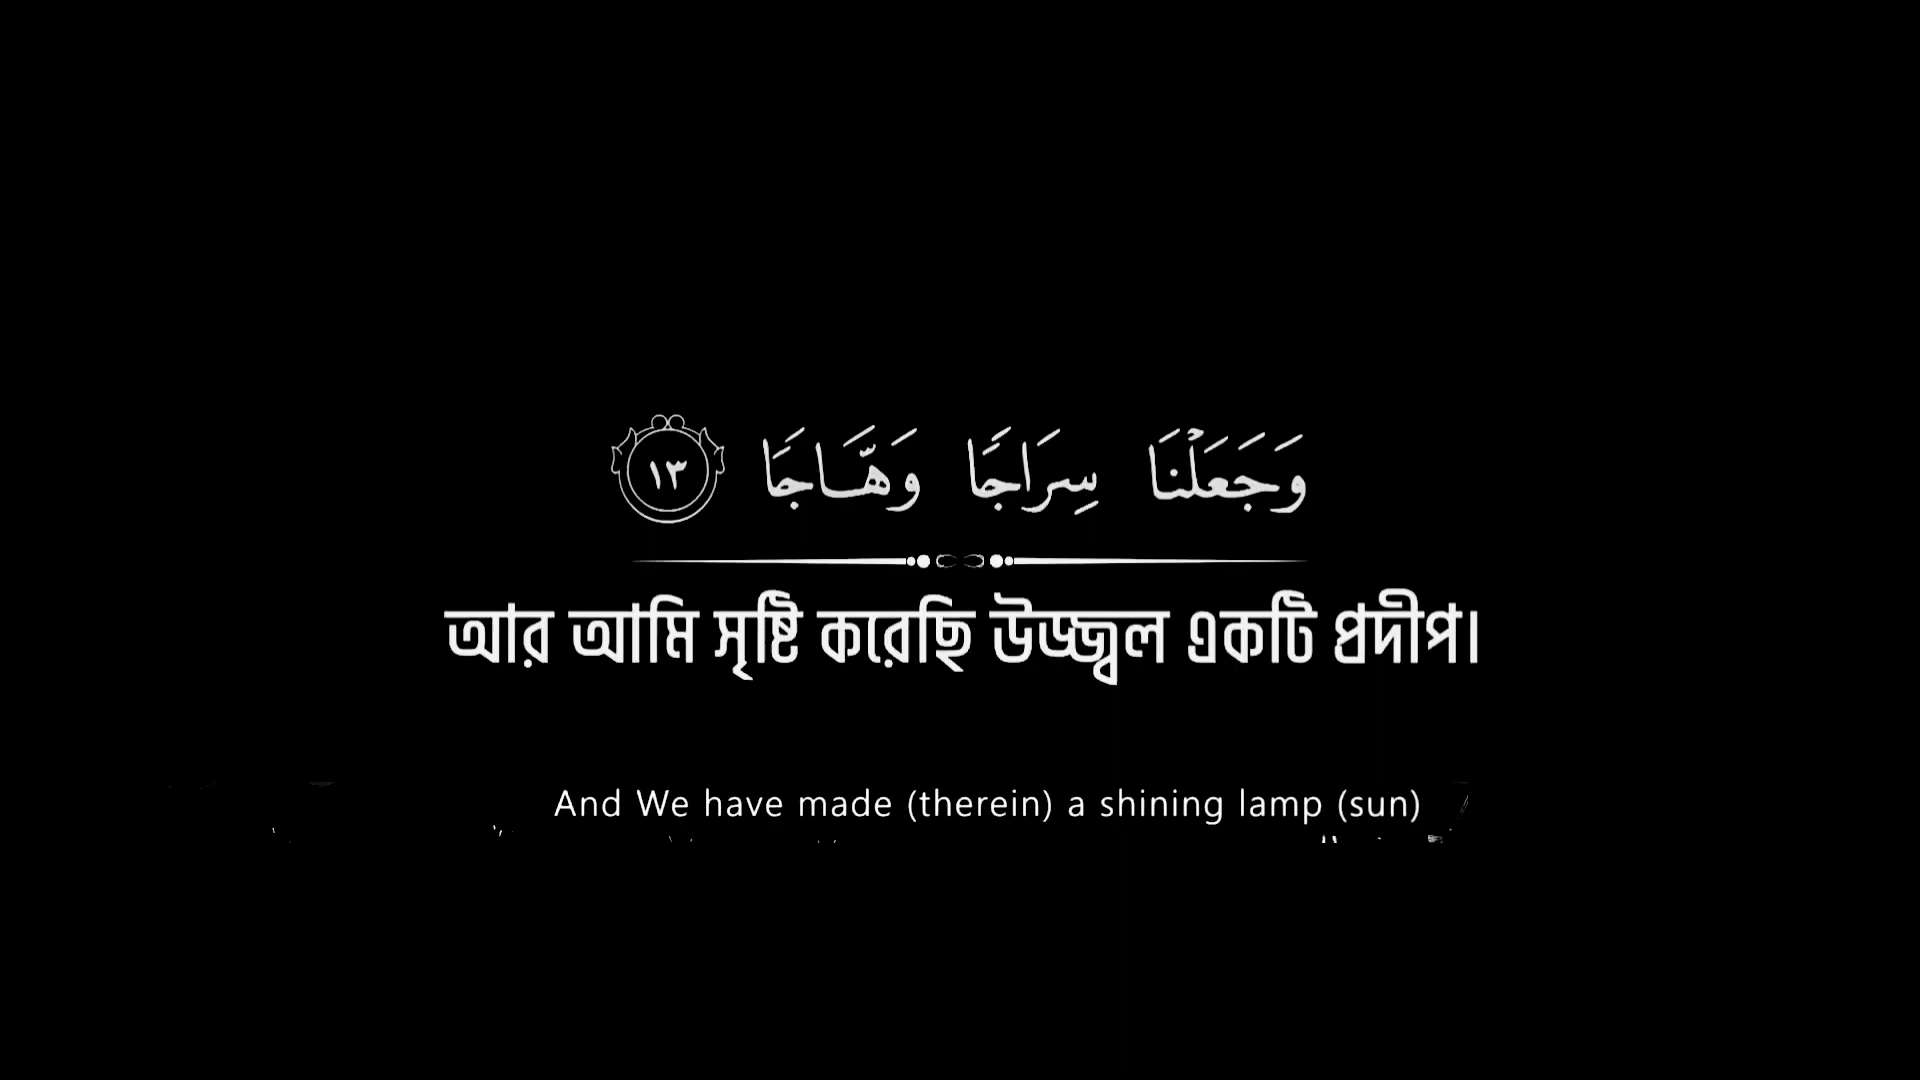 وَجَعَلْنَا سِرَاجًا وَهَّاجًا ١٣
আর আমি সৃষ্টি করেছি উজ্জ্বল একটি প্রদীপ।
And We have made (therein) a shining lamp (sun)